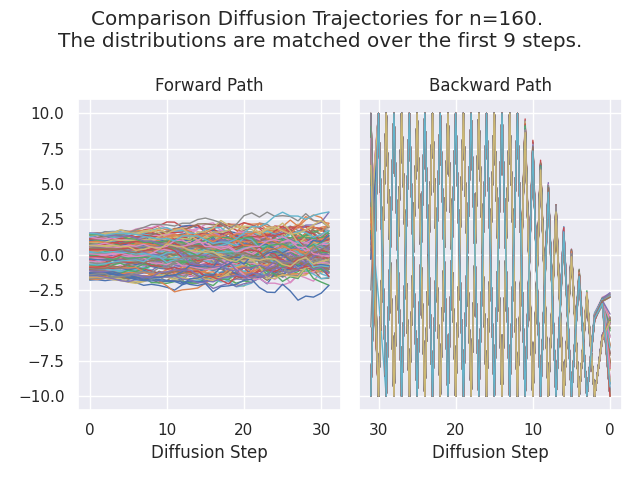 Comparison Diffusion Trajectories for n=160.
The distributions are matched over the first 9 steps.
Forward Path
Backward Path
10.0
7.5
5.0
2.5
0.0
−2.5
−5.0
−7.5
−10.0
0 10 20 30
30 20 10 0
Diffusion Step
Diffusion Step